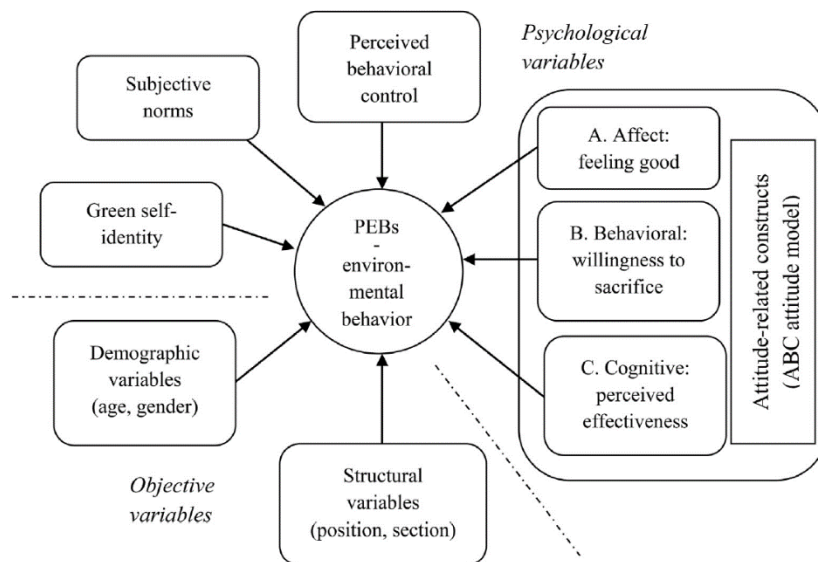 Psychological
variables
Perceived
behavioral
control
Subjective
norms
Green self-
identity
PEBs
-
environ-
mental
behavior
A. Affect:
feeling good
B. Behavioral:
willingness to
sacrifice
C. Cognitive:
perceived
effectiveness
Attitude-related constructs
(ABC attitude model)
Demographic
variables
(age, gender)
Objective
variables
Structural
variables
(position, section)